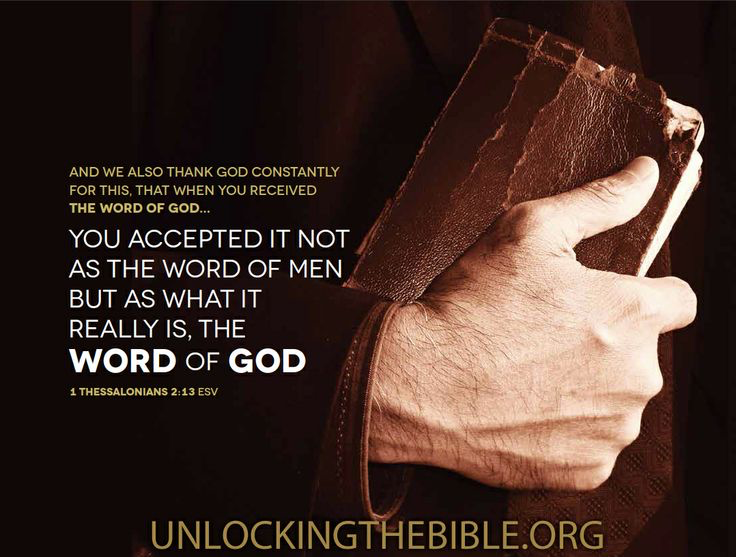 AND WE ALSO THANK GOD CONSTANTLY
FOR THIS, THAT WHEN YOU RECEIVED
THE WORD OF GOD...
YOU ACCEPTED IT NOT
AS THE WORD OF MEN
BUT AS WHAT IT
REALLY IS, THE
WORD OF GOD
1 THESSALONIANS 2:13 ESV
UNLOCKINGTHEBIBLE.ORG